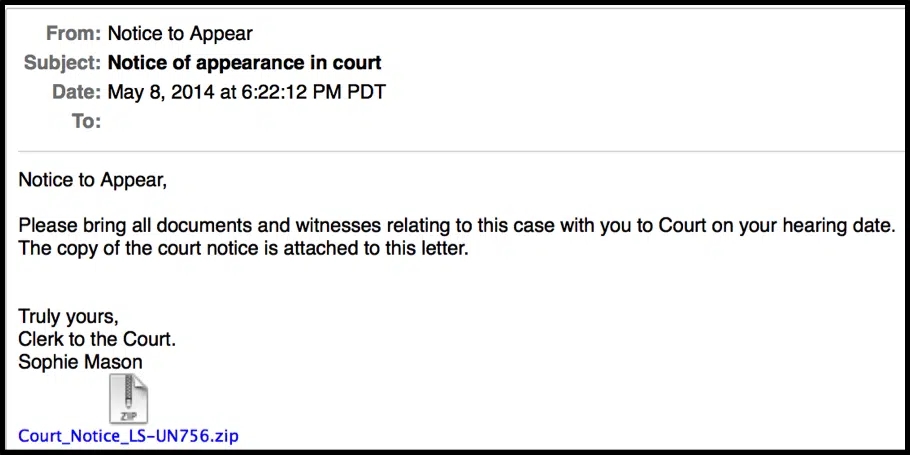 From: Notice to Appear
Subject: Notice of appearance in court
Date: May 8, 2014 at 6:22:12 PM PDT
To:
Notice to Appear,
Please bring all documents and witnesses relating to this case with you to Court on your hearing date.
The copy of the court notice is attached to this letter.
Truly yours,
Clerk to the Court.
Sophie Mason
ZIP
Court_Notice_LS-UN756.zip